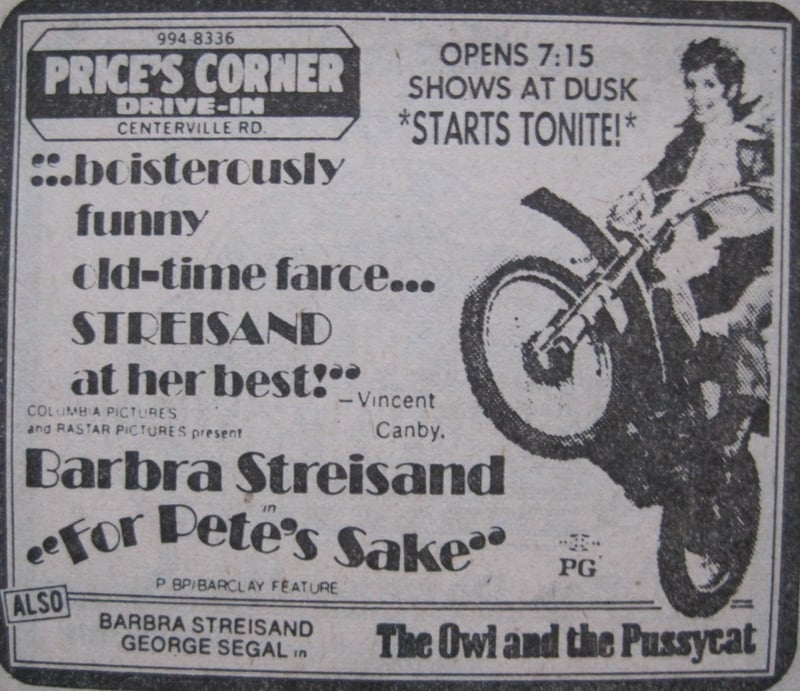 994-8336
PRICE'S CORNER
DRIVE-IN
CENTERVILLE RD.
OPENS 7:15
SHOWS AT DUSK
*STARTS TONITE!*
"...boisterously
funny
old-time farce...
STREISAND
at her best!"
—Vincent
Canby.
COLUMBIA PICTURES
and RASTAR PICTURES present
Barbra Streisand
in
"For Pete's Sake"
PG
BP/BARCLAY FEATURE
ALSO
BARBRA STREISAND
GEORGE SEGAL in
The Owl and the Pussycat